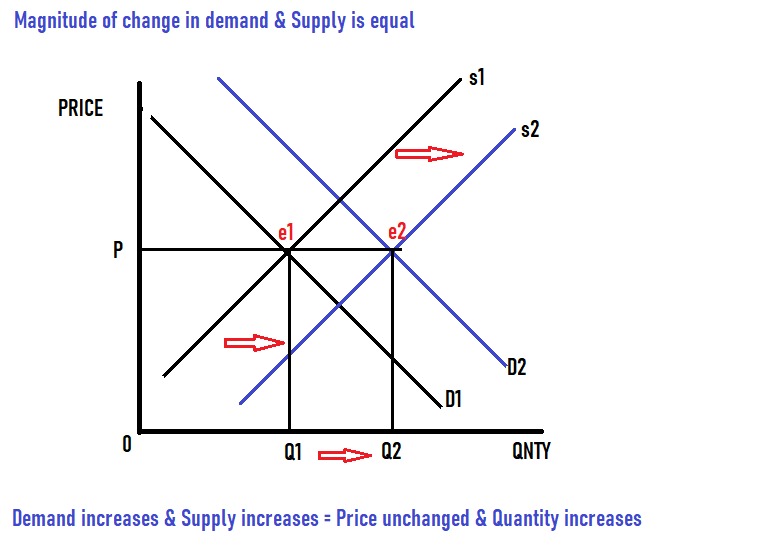 Magnitude of change in demand & Supply is equal
s1
PRICE
s2
e1
e2
P
D2
D1
0
Q1
Q2
QNTY
Demand increases & Supply increases = Price unchanged & Quantity increases